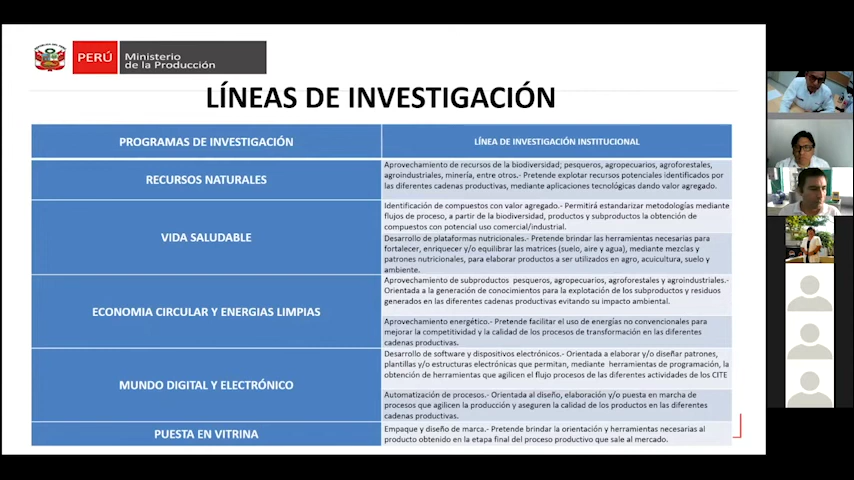 PERÚ
Ministerio
de la Producción
LÍNEAS DE INVESTIGACIÓN
PROGRAMAS DE INVESTIGACIÓN
LÍNEA DE INVESTIGACIÓN INSTITUCIONAL
RECURSOS NATURALES
Aprovechamiento de recursos de la biodiversidad; pesqueros, agropecuarios, agroforestales,
agroindustriales, minería, entre otros.- Pretende explotar recursos potenciales identificados por
las diferentes cadenas productivas, mediante aplicaciones tecnológicas dando valor agregado.
VIDA SALUDABLE
Identificación de compuestos con valor agregado.- Permitirá estandarizar metodologías mediante
flujos de proceso, a partir de la biodiversidad, productos y subproductos la obtención de
compuestos con potencial uso comercial/industrial.
Desarrollo de plataformas nutricionales.- Pretende brindar las herramientas necesarias para
fortalecer, enriquecer y/o equilibrar las matrices (suelo, aire y agua), mediante mezclas y
patrones nutricionales, para elaborar productos a ser utilizados en agro, acuicultura, suelo y
ambiente.
ECONOMIA CIRCULAR Y ENERGIAS LIMPIAS
Aprovechamiento de subproductos pesqueros, agropecuarios, agroforestales y agroindustriales.-
Orientada a la generación de conocimientos para la explotación de los subproductos y residuos
generados en las diferentes cadenas productivas evitando su impacto ambiental.
Aprovechamiento energético.- Pretende facilitar el uso de energías no convencionales para
mejorar la competitividad y la calidad de los procesos de transformación en las diferentes
cadenas productivas.
MUNDO DIGITAL Y ELECTRÓNICO
Desarrollo de software y dispositivos electrónicos.- Orientada a elaborar y/o diseñar patrones,
plantillas y/o estructuras electrónicas que permitan, mediante herramientas de programación, la
obtención de herramientas que agilicen el flujo procesos de las diferentes actividades de los CITE
Automatización de procesos.- Orientada al diseño, elaboración y/o puesta en marcha de
procesos que agilicen la producción y aseguren la calidad de los productos en las diferentes
cadenas productivas.
PUESTA EN VITRINA
Empaque y diseño de marca.- Pretende brindar la orientación y herramientas necesarias al
producto obtenido en la etapa final del proceso productivo que sale al mercado.